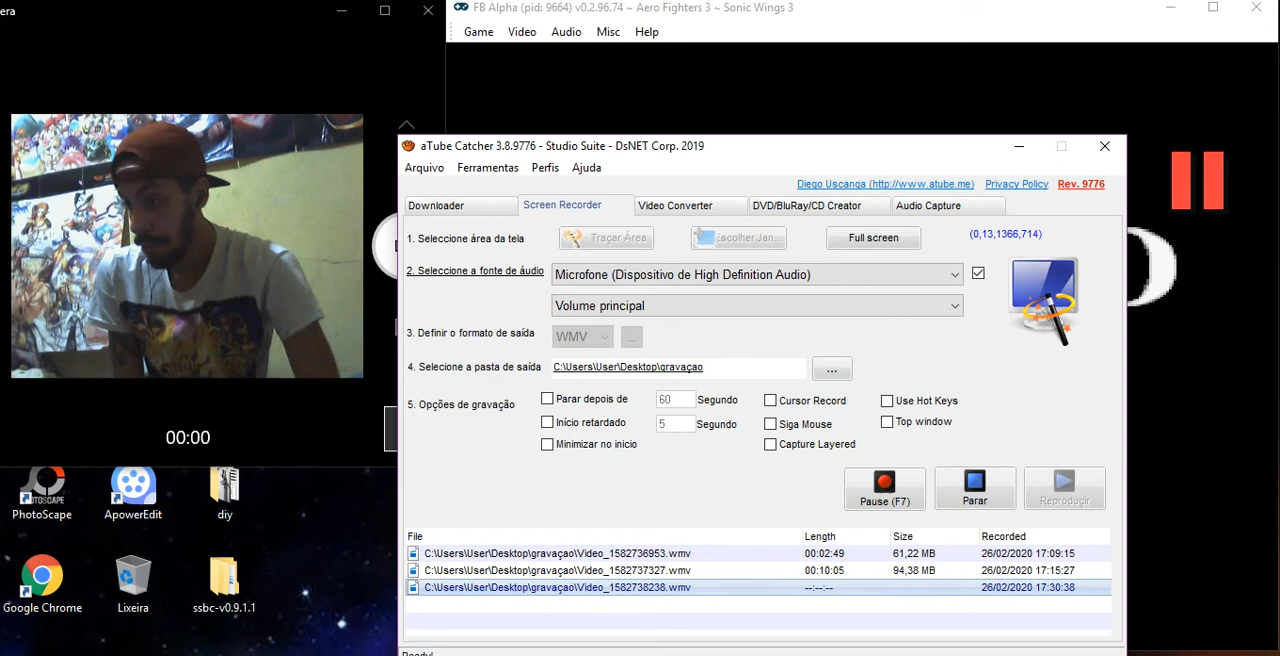 era
FB Alpha (pid: 9664) v0.2.96.74 ~ Aero Fighters 3 ~ Sonic Wings 3
Game Video Audio Misc Help
aTube Catcher 3.8.9776 - Studio Suite - DsNET Corp. 2019
Arquivo Ferramentas Perfis Ajuda
Diego Uscanga (http://www.atube.me) Privacy Policy Rev. 9776
Downloader Screen Recorder Video Converter DVD/BluRay/CD Creator Audio Capture
1. Seleccione área da tela Traçar Área Escolher Jan... Full screen (0,13,1366,714)
2. Seleccione a fonte de áudio Microfone (Dispositivo de High Definition Audio)
Volume principal
3. Definir o formato de saída WMV ...
4. Selecione a pasta de saída C:\Users\User\Desktop\gravaçao ...
5. Opções de gravação
Parar depois de 60 Segundo Cursor Record Use Hot Keys
Início retardado 5 Segundo Siga Mouse Top window
Minimizar no inicio Capture Layered
00:00
Pause (F7) Parar Reproduçir
File Length Size Recorded
C:\Users\User\Desktop\gravaçao\Video_1582736953.wmv 00:02:49 61,22 MB 26/02/2020 17:09:15
C:\Users\User\Desktop\gravaçao\Video_1582737327.wmv 00:10:05 94,38 MB 26/02/2020 17:15:27
C:\Users\User\Desktop\gravaçao\Video_1582738238.wmv --:--:-- 26/02/2020 17:30:38
PhotoScape ApowerEdit diy
Google Chrome Lixeira ssbc-v0.9.1.1
Ready!